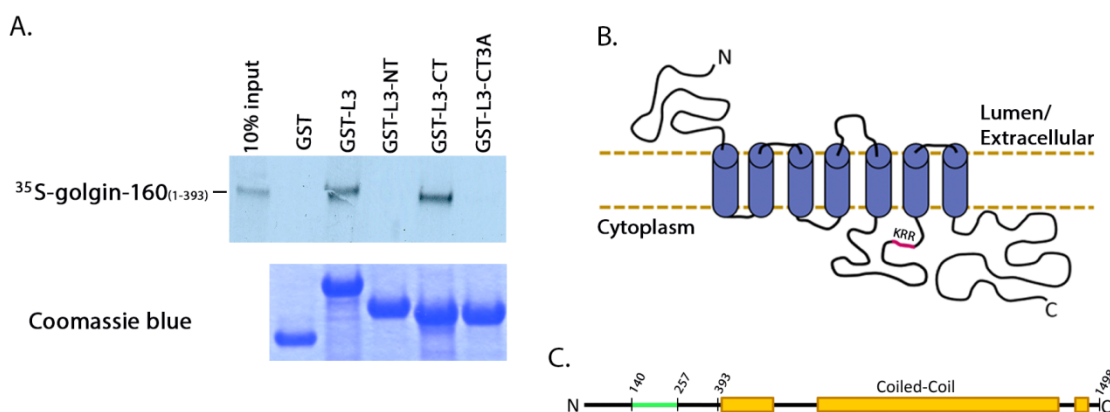 A.
10% input
GST
GST-L3
GST-L3-NT
GST-L3-CT
GST-L3-CT3A
35S-golgin-160(1-393)
Coomassie blue
B.
N
Lumen/
Extracellular
Cytoplasm
KRR
C
C.
N
140
257
393
Coiled-Coil
1498
C